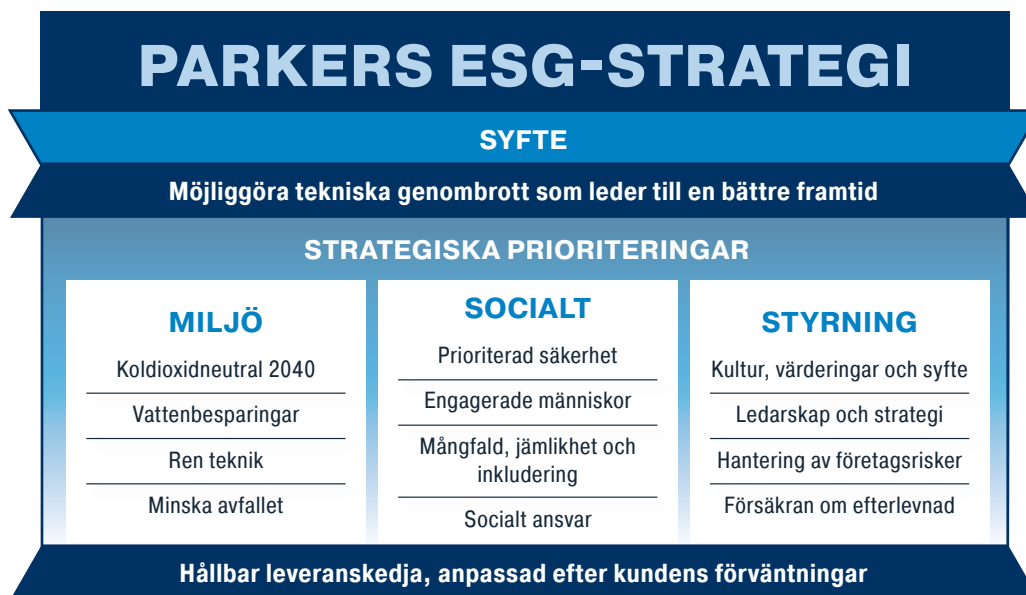 PARKERS ESG-STRATEGI
SYFTE
Möjliggöra tekniska genombrott som leder till en bättre framtid
STRATEGISKA PRIORITERINGAR
MILJÖ
Koldioxidneutral 2040
Vattenbesparingar
Ren teknik
Minska avfallet
SOCIALT
Prioriterad säkerhet
Engagerade människor
Mångfald, jämlikhet och
inkludering
Socialt ansvar
STYRNING
Kultur, värderingar och syfte
Ledarskap och strategi
Hantering av företagsrisker
Försäkran om efterlevnad
Hållbar leveranskedja, anpassad efter kundens förväntningar